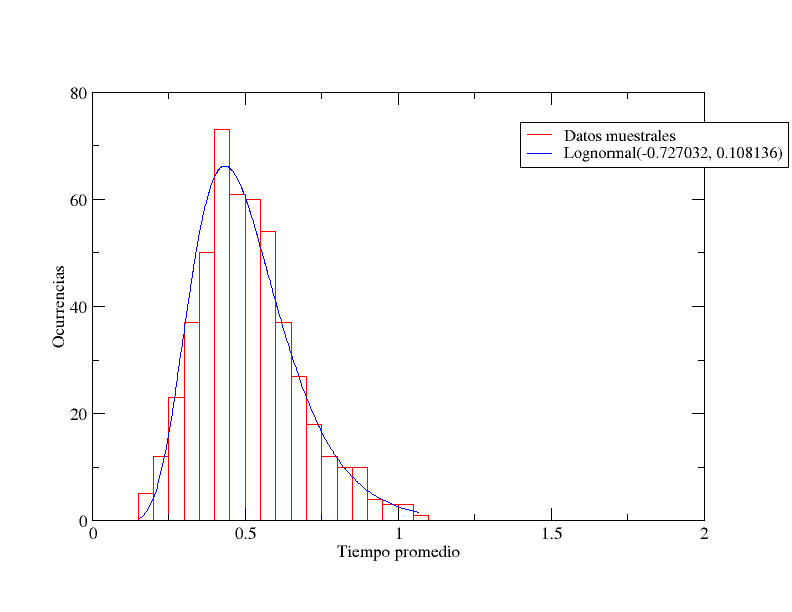 80
60
40
20
0
Ocurrencias
Datos muestrales
Lognormal(-0.727032, 0.108136)
0 0.5 1 1.5 2
Tiempo promedio